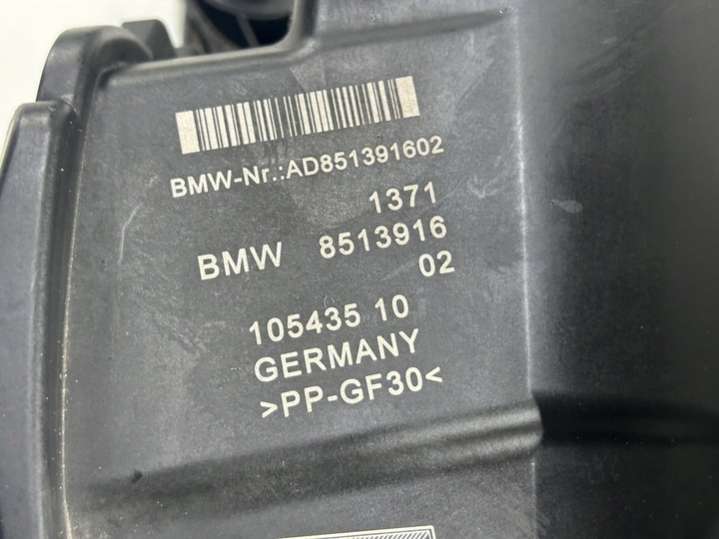 BMW-Nr.:AD851391602
1371
BMW 8513916
02
105435 10
GERMANY
>PP-GF30<